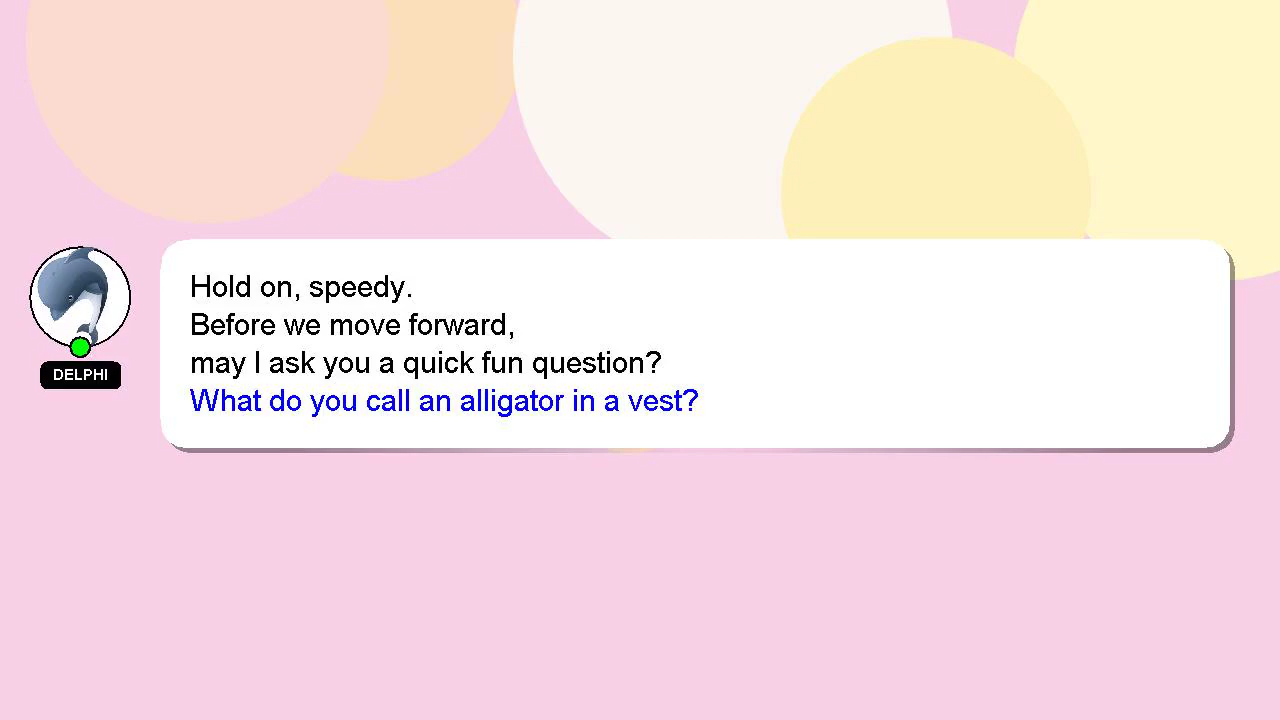 Hold on, speedy.
Before we move forward,
may I ask you a quick fun question?
What do you call an alligator in a vest?
DELPHI